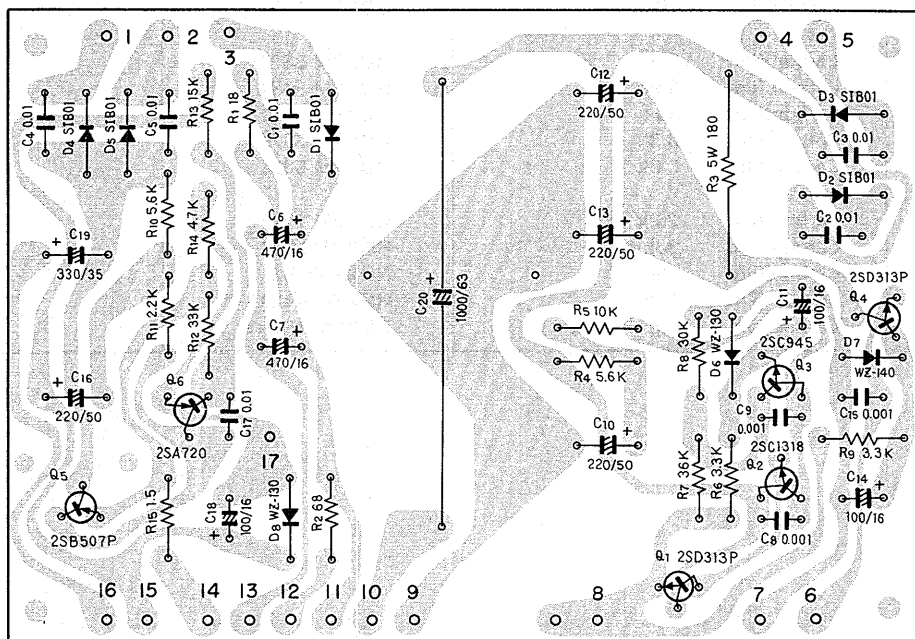 1
2
3
4
5
C4 0.01
D4 SIB01
D5 SIB01
C5 0.01
R13 15K
R1 18
C1 0.01
D1 SIB01
C12
+
220/50
R3 5W 180
D3 SIB01
C3 0.01
D2 SIB01
C2 0.01
R10 5.6K
R14 4.7K
C6
+
470/16
C19
+
330/35
C13
+
220/50
C20
+
1000/63
C11
+
100/16
2SD313P
Q4
R11 2.2K
R12 33K
C7
+
470/16
R5 10K
R4 5.6K
R8 30K
D6 WZ-130
2SC945
Q3
D7
WZ-140
C16
+
220/50
Q6
2SA720
C17 0.01
17
C10
+
220/50
C9
0.001
C15 0.001
R9 3.3K
2SC1318
Q2
R7 36K
R6 3.3K
C14
+
100/16
Q5
2SB507P
R15 1.5
C18
+
100/16
D8 WZ-130
R2 68
C8 0.001
Q1 2SD313P
16
15
14
13
12
11
10
9
8
7
6